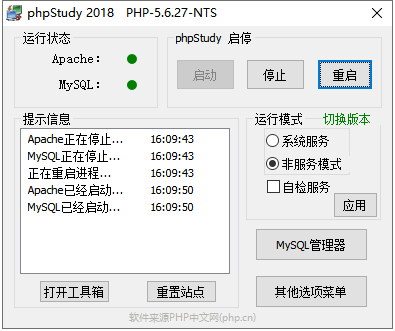 phpStudy 2018 PHP-5.6.27-NTS
运行状态
Apache:
MySQL:
phpStudy 启停
启动
停止
重启
提示信息
Apache正在停止... 16:09:43
MySQL正在停止... 16:09:43
正在重启进程... 16:09:43
Apache已经启动... 16:09:50
MySQL已经启动... 16:09:50
打开工具箱
重置站点
运行模式 切换版本
系统服务
非服务模式
自检服务
应用
MySQL管理器
其他选项菜单
软件来源PHP中文网(php.cn)